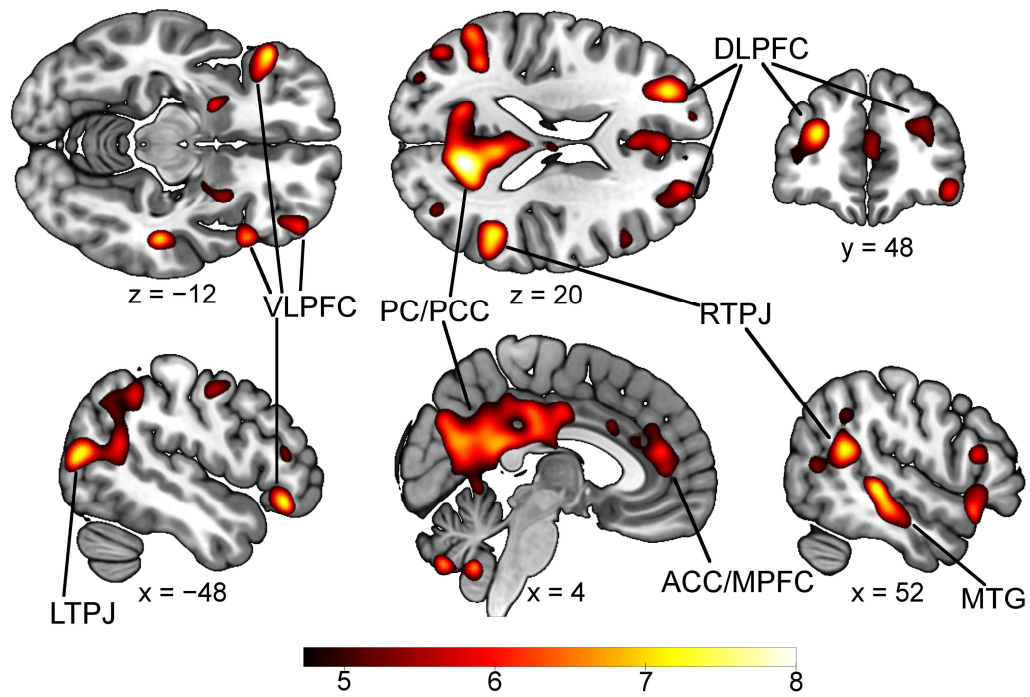 DLPFC
y = 48
z = −12
VLPFC
PC/PCC
z = 20
RTPJ
LTPJ
x = −48
x = 4
ACC/MPFC
x = 52
MTG
5
6
7
8